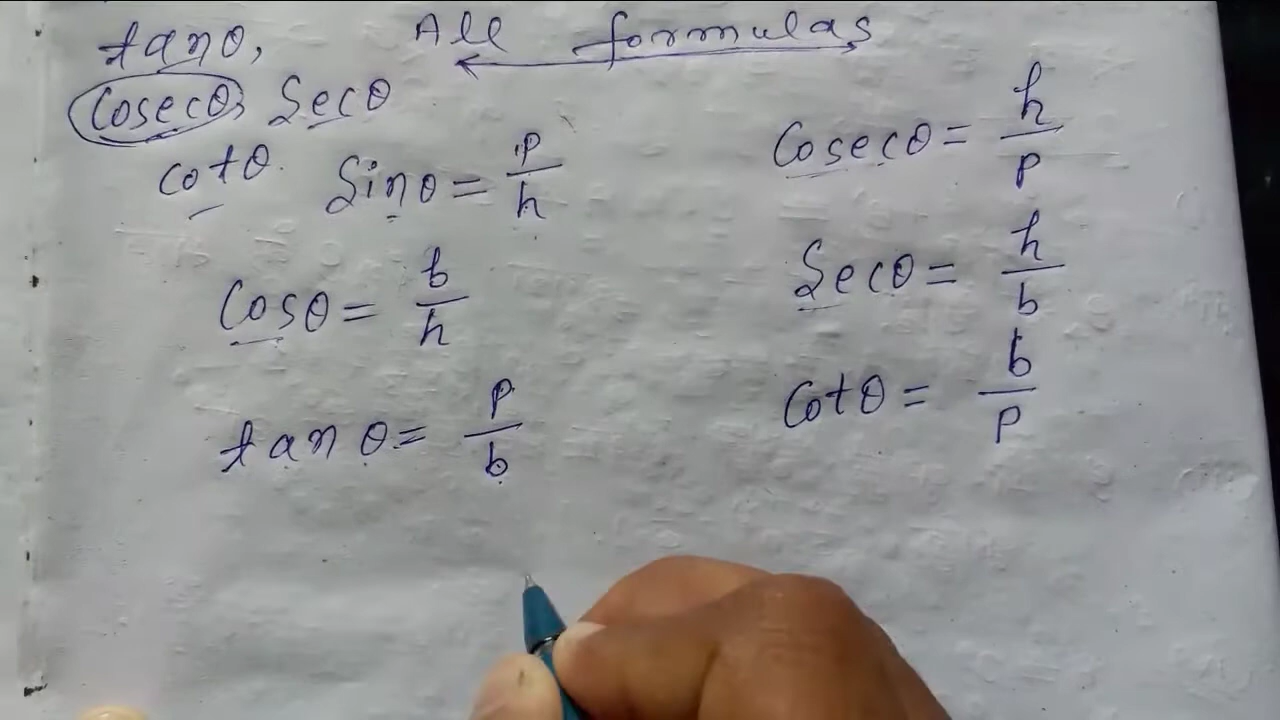 tanθ, All formulas
Cosecθ, Secθ
cotθ. Sinθ = p/h
Cosecθ = h/p
Cosθ = b/h
Secθ = h/b
tanθ = p/b
Cotθ = b/p